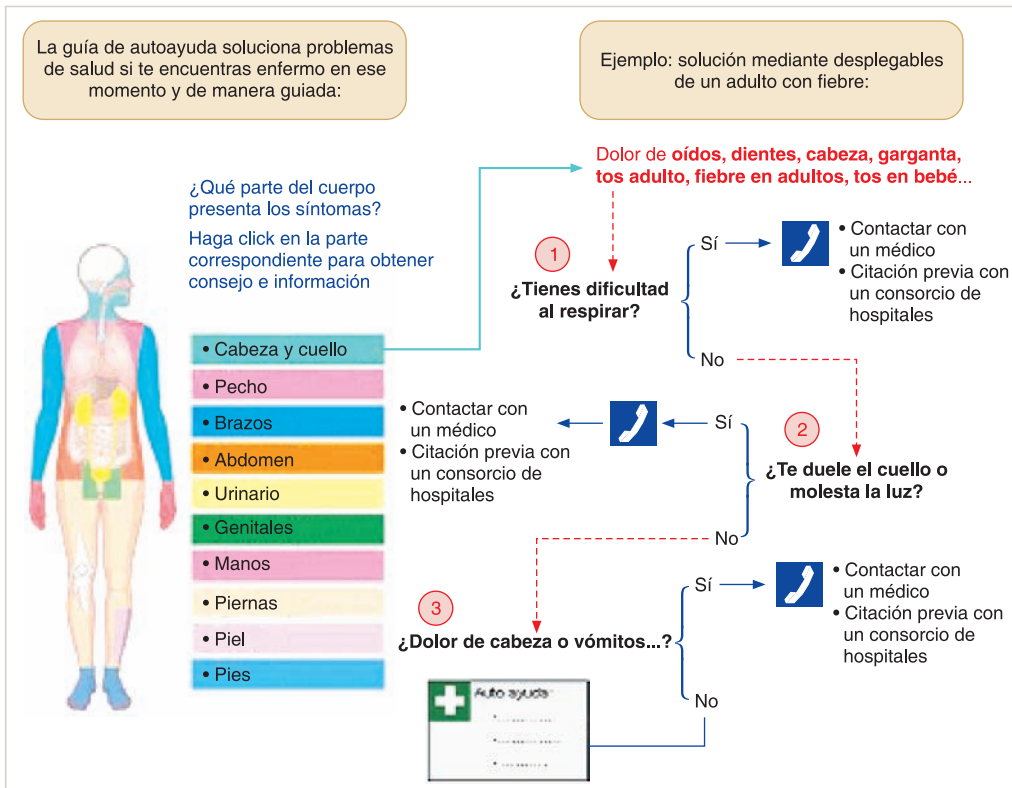 La guía de autoayuda soluciona problemas
de salud si te encuentras enfermo en ese
momento y de manera guiada:
Ejemplo: solución mediante desplegables
de un adulto con fiebre:
¿Qué parte del cuerpo
presenta los síntomas?
Haga click en la parte
correspondiente para obtener
consejo e información
• Cabeza y cuello
• Pecho
• Brazos
• Abdomen
• Urinario
• Genitales
• Manos
• Piernas
• Piel
• Pies
Dolor de oídos, dientes, cabeza, garganta,
tos adulto, fiebre en adultos, tos en bebé...
1
¿Tienes dificultad
al respirar?
Sí
• Contactar con
un médico
• Citación previa con
un consorcio de
hospitales
No
2
¿Te duele el cuello o
molesta la luz?
Sí
• Contactar con
un médico
• Citación previa con
un consorcio de
hospitales
No
3
¿Dolor de cabeza o vómitos...?
Sí
• Contactar con
un médico
• Citación previa con
un consorcio de
hospitales
No
Auto ayuda: